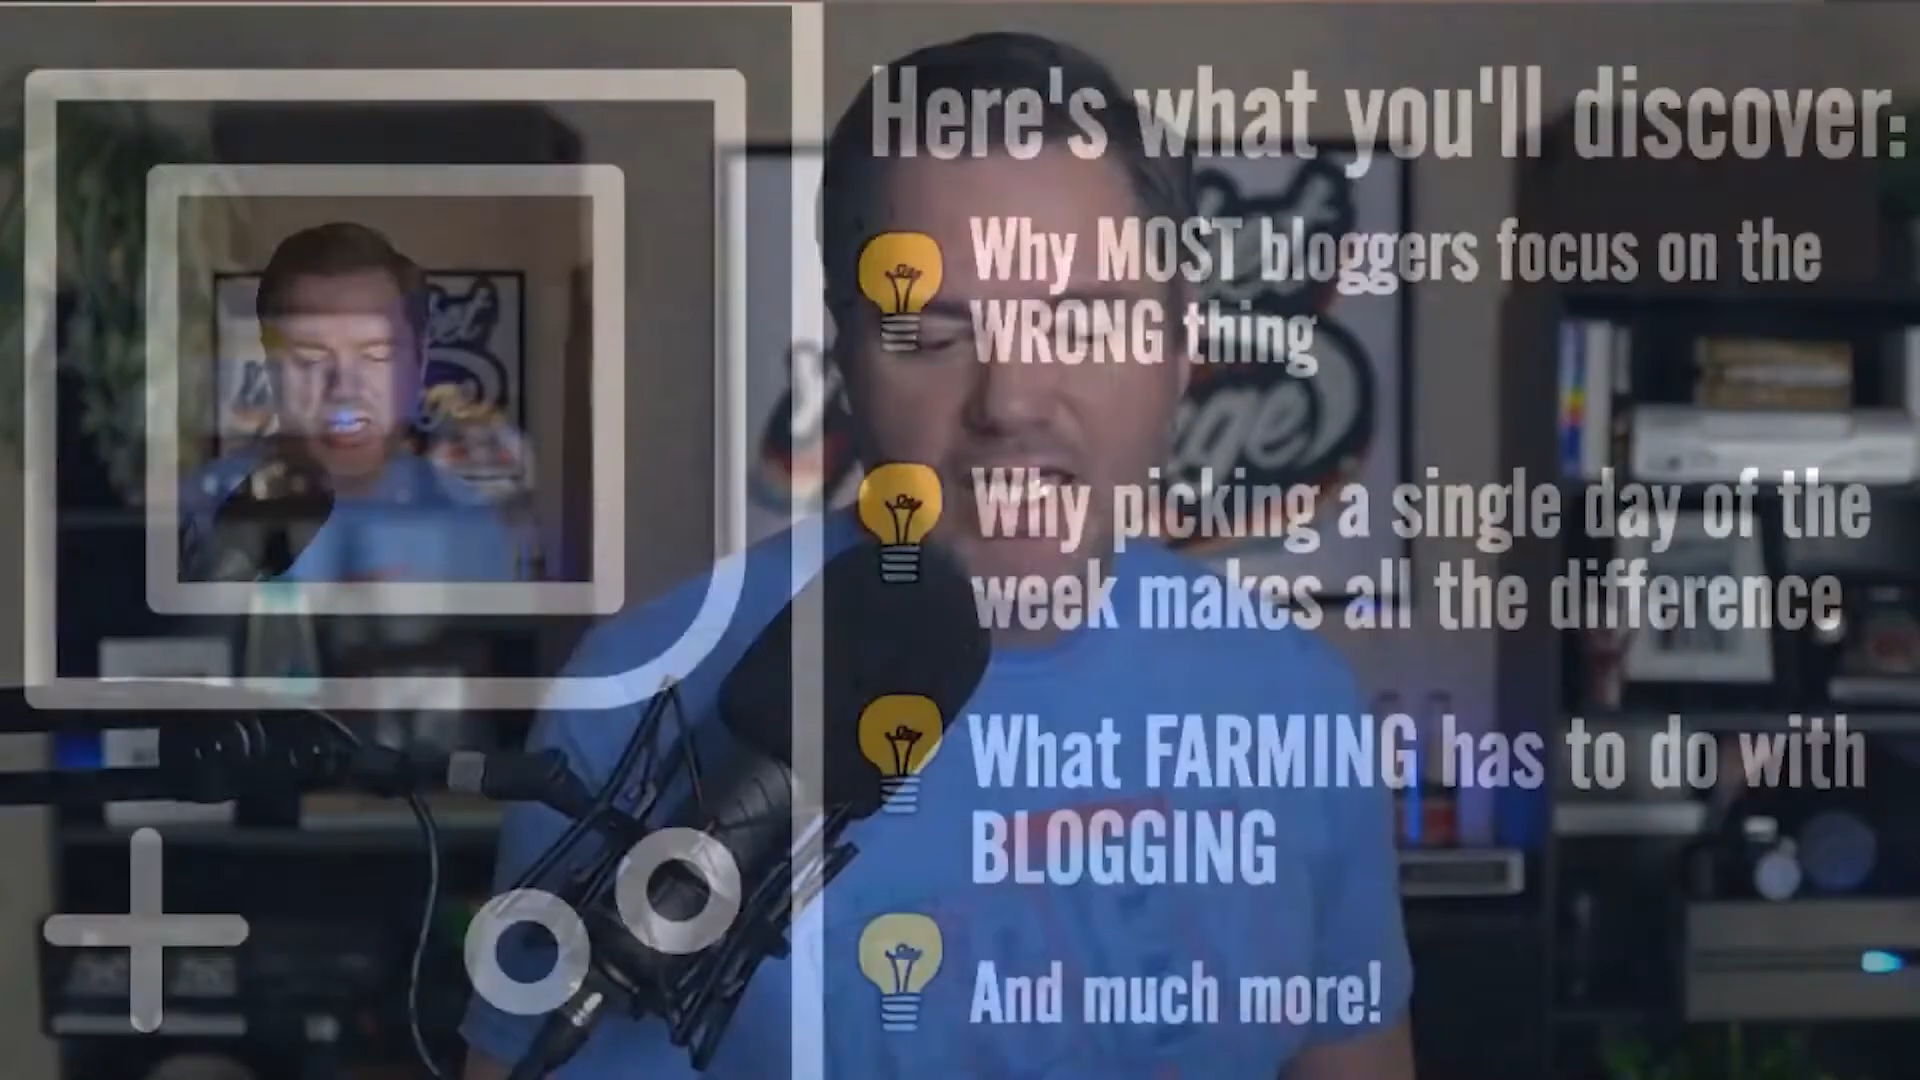 Here's what you'll discover:
Why MOST bloggers focus on the
WRONG thing
Why picking a single day of the
week makes all the difference
What FARMING has to do with
BLOGGING
And much more!